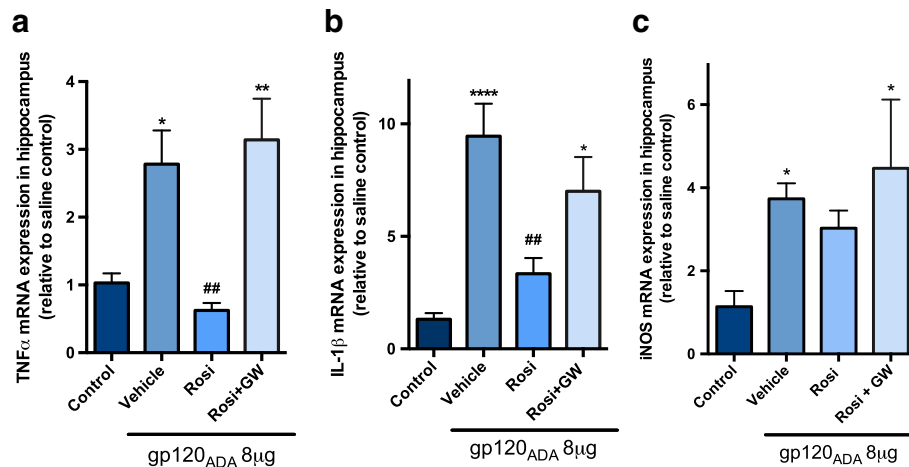 a
TNFα mRNA expression in hippocampus
(relative to saline control)
4
3
2
1
0
*
##
**
Control
Vehicle
Rosi
Rosi+GW
gp120ADA 8μg
b
IL-1β mRNA expression in hippocampus
(relative to saline control)
10
5
0
****
##
*
Control
Vehicle
Rosi
Rosi+GW
gp120ADA 8μg
c
iNOS mRNA expression in hippocampus
(relative to saline control)
6
4
2
0
*
*
Control
Vehicle
Rosi
Rosi + GW
gp120ADA 8μg